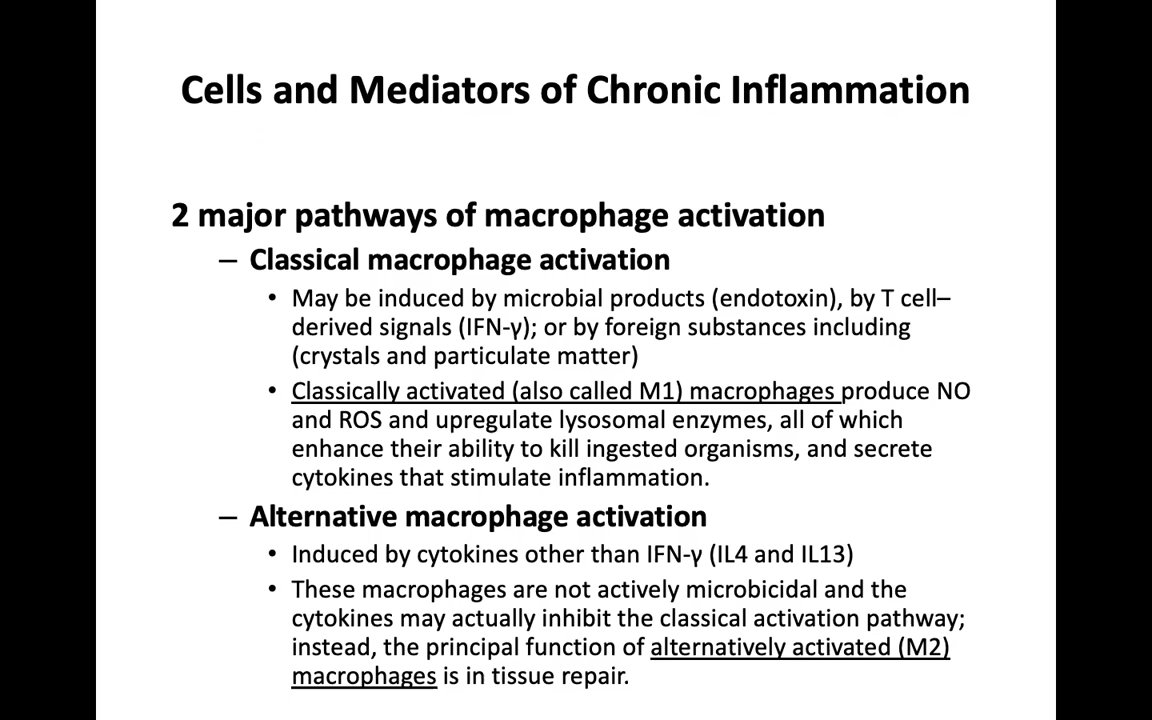 Cells and Mediators of Chronic Inflammation
2 major pathways of macrophage activation
– Classical macrophage activation
• May be induced by microbial products (endotoxin), by T cell–
derived signals (IFN-γ); or by foreign substances including
(crystals and particulate matter)
• Classically activated (also called M1) macrophages produce NO
and ROS and upregulate lysosomal enzymes, all of which
enhance their ability to kill ingested organisms, and secrete
cytokines that stimulate inflammation.
– Alternative macrophage activation
• Induced by cytokines other than IFN-γ (IL4 and IL13)
• These macrophages are not actively microbicidal and the
cytokines may actually inhibit the classical activation pathway;
instead, the principal function of alternatively activated (M2)
macrophages is in tissue repair.